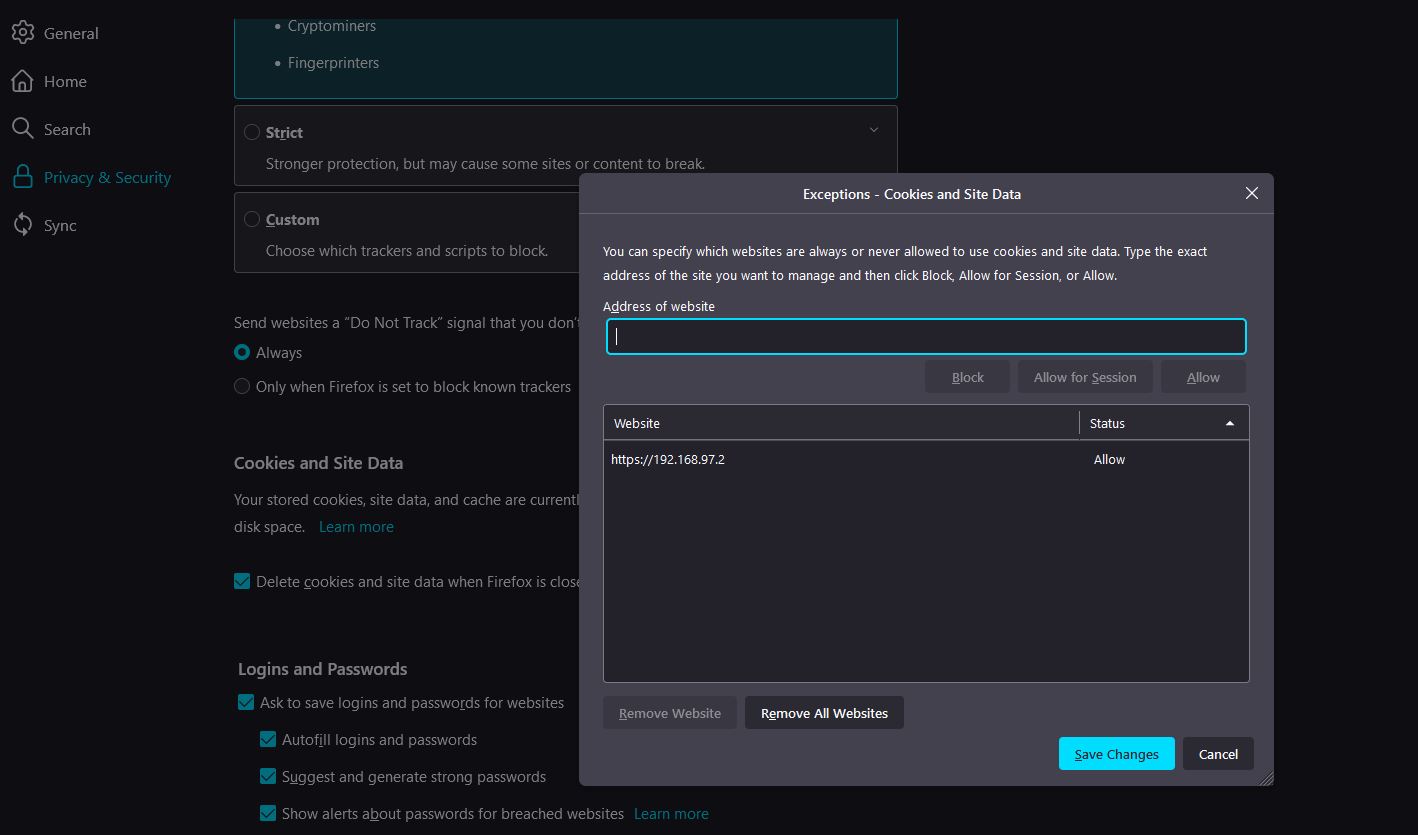 General
Home
Search
Privacy & Security
Sync
• Cryptominers
• Fingerprinters
Strict
Stronger protection, but may cause some sites or content to break.
Custom
Choose which trackers and scripts to block.
Send websites a “Do Not Track” signal that you don’t
Always
Only when Firefox is set to block known trackers
Cookies and Site Data
Your stored cookies, site data, and cache are currentl
disk space. Learn more
Delete cookies and site data when Firefox is close
Logins and Passwords
Ask to save logins and passwords for websites
Autofill logins and passwords
Suggest and generate strong passwords
Show alerts about passwords for breached websites Learn more
Exceptions - Cookies and Site Data
You can specify which websites are always or never allowed to use cookies and site data. Type the exact
address of the site you want to manage and then click Block, Allow for Session, or Allow.
Address of website
Block Allow for Session Allow
Website Status
https://192.168.97.2 Allow
Remove Website Remove All Websites
Save Changes Cancel